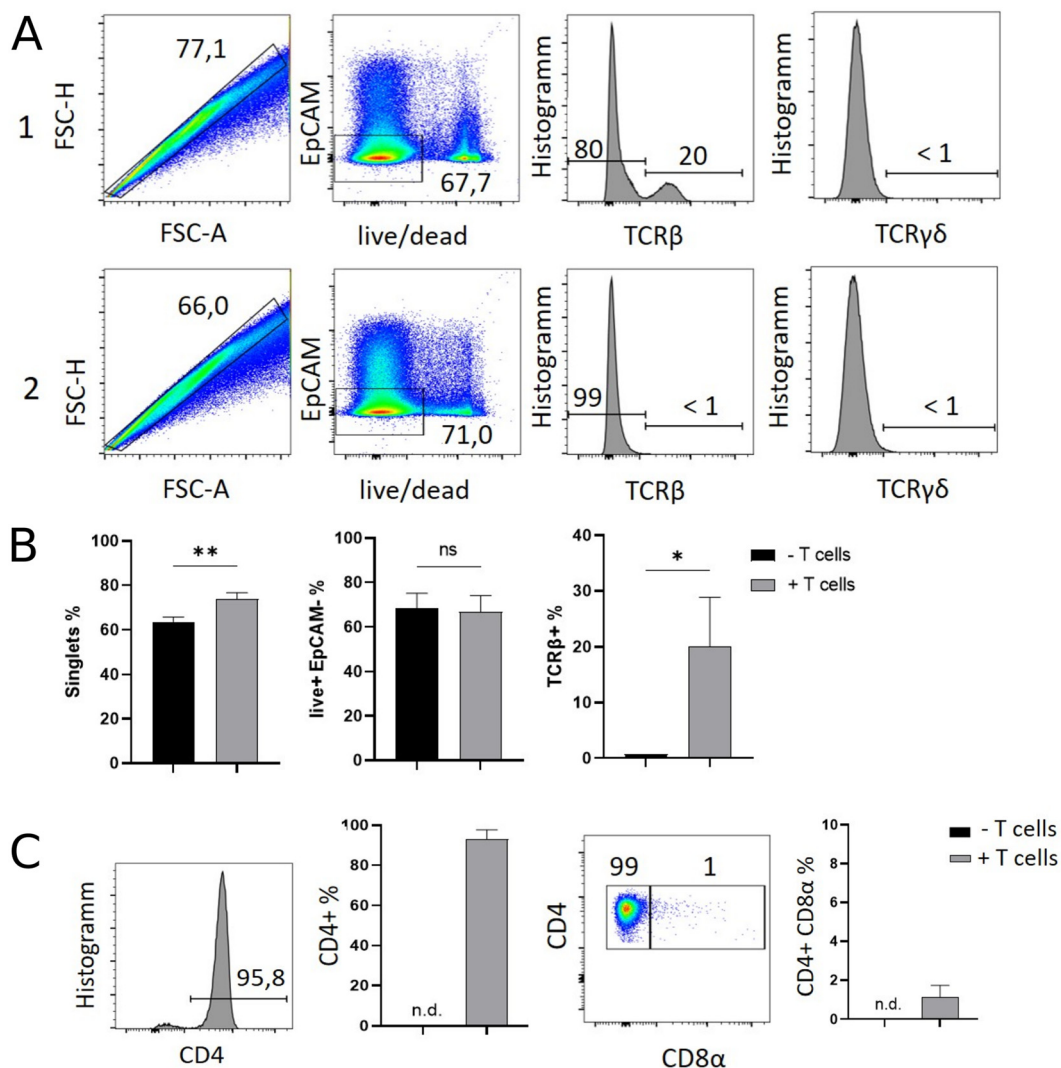 A
1
FSC-H
77,1
FSC-A
EpCAM
67,7
live/dead
Histogramm
80
20
TCRβ
Histogramm
< 1
TCRγδ
2
FSC-H
66,0
FSC-A
EpCAM
71,0
live/dead
Histogramm
99
< 1
TCRβ
Histogramm
< 1
TCRγδ
B
Singlets %
100
80
60
40
20
0
**
live+ EpCAM- %
100
80
60
40
20
0
ns
TCRβ+ %
40
30
20
10
0
*
- T cells
+ T cells
C
Histogramm
95,8
CD4
CD4+ %
100
80
60
40
20
0
n.d.
CD4
99
1
CD8α
CD4+ CD8α %
10
8
6
4
2
0
n.d.
- T cells
+ T cells